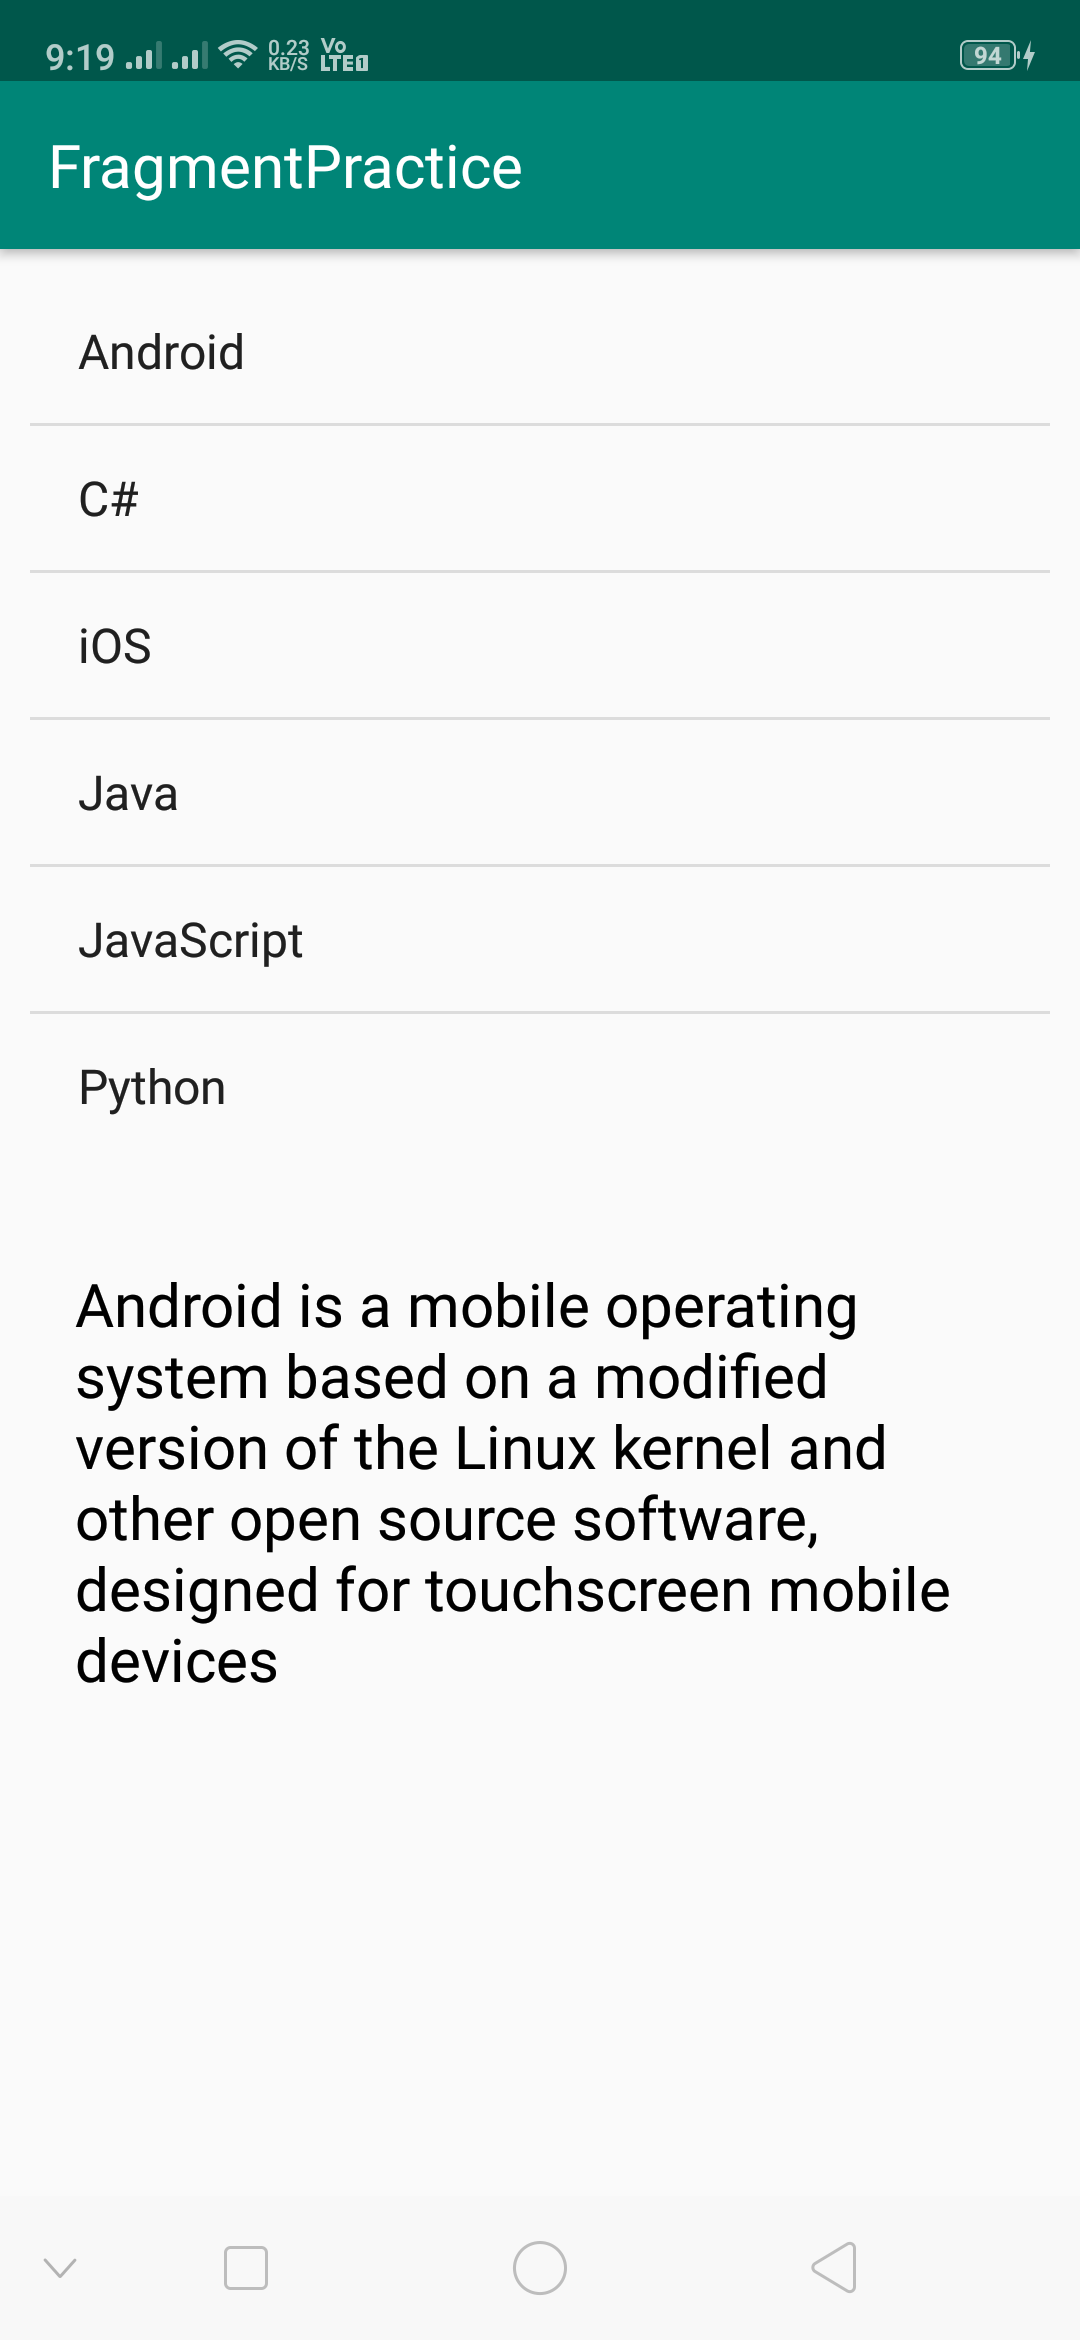 9:19 0.23 KB/S Vo LTE 1 94
FragmentPractice
Android
C#
iOS
Java
JavaScript
Python
Android is a mobile operating
system based on a modified
version of the Linux kernel and
other open source software,
designed for touchscreen mobile
devices